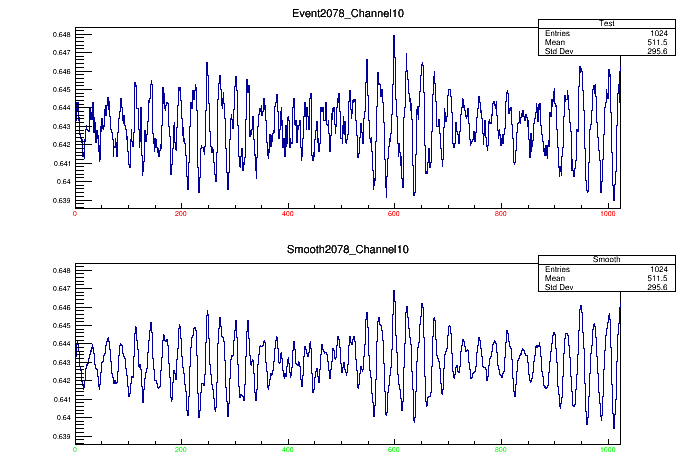 Event2078_Channel10
Test
Entries 1024
Mean 511.5
Std Dev 295.6
0.648
0.647
0.646
0.645
0.644
0.643
0.642
0.641
0.64
0.639
0 200 400 600 800 1000
Smooth2078_Channel10
Smooth
Entries 1024
Mean 511.5
Std Dev 295.6
0.648
0.647
0.646
0.645
0.644
0.643
0.642
0.641
0.64
0.639
0 200 400 600 800 1000